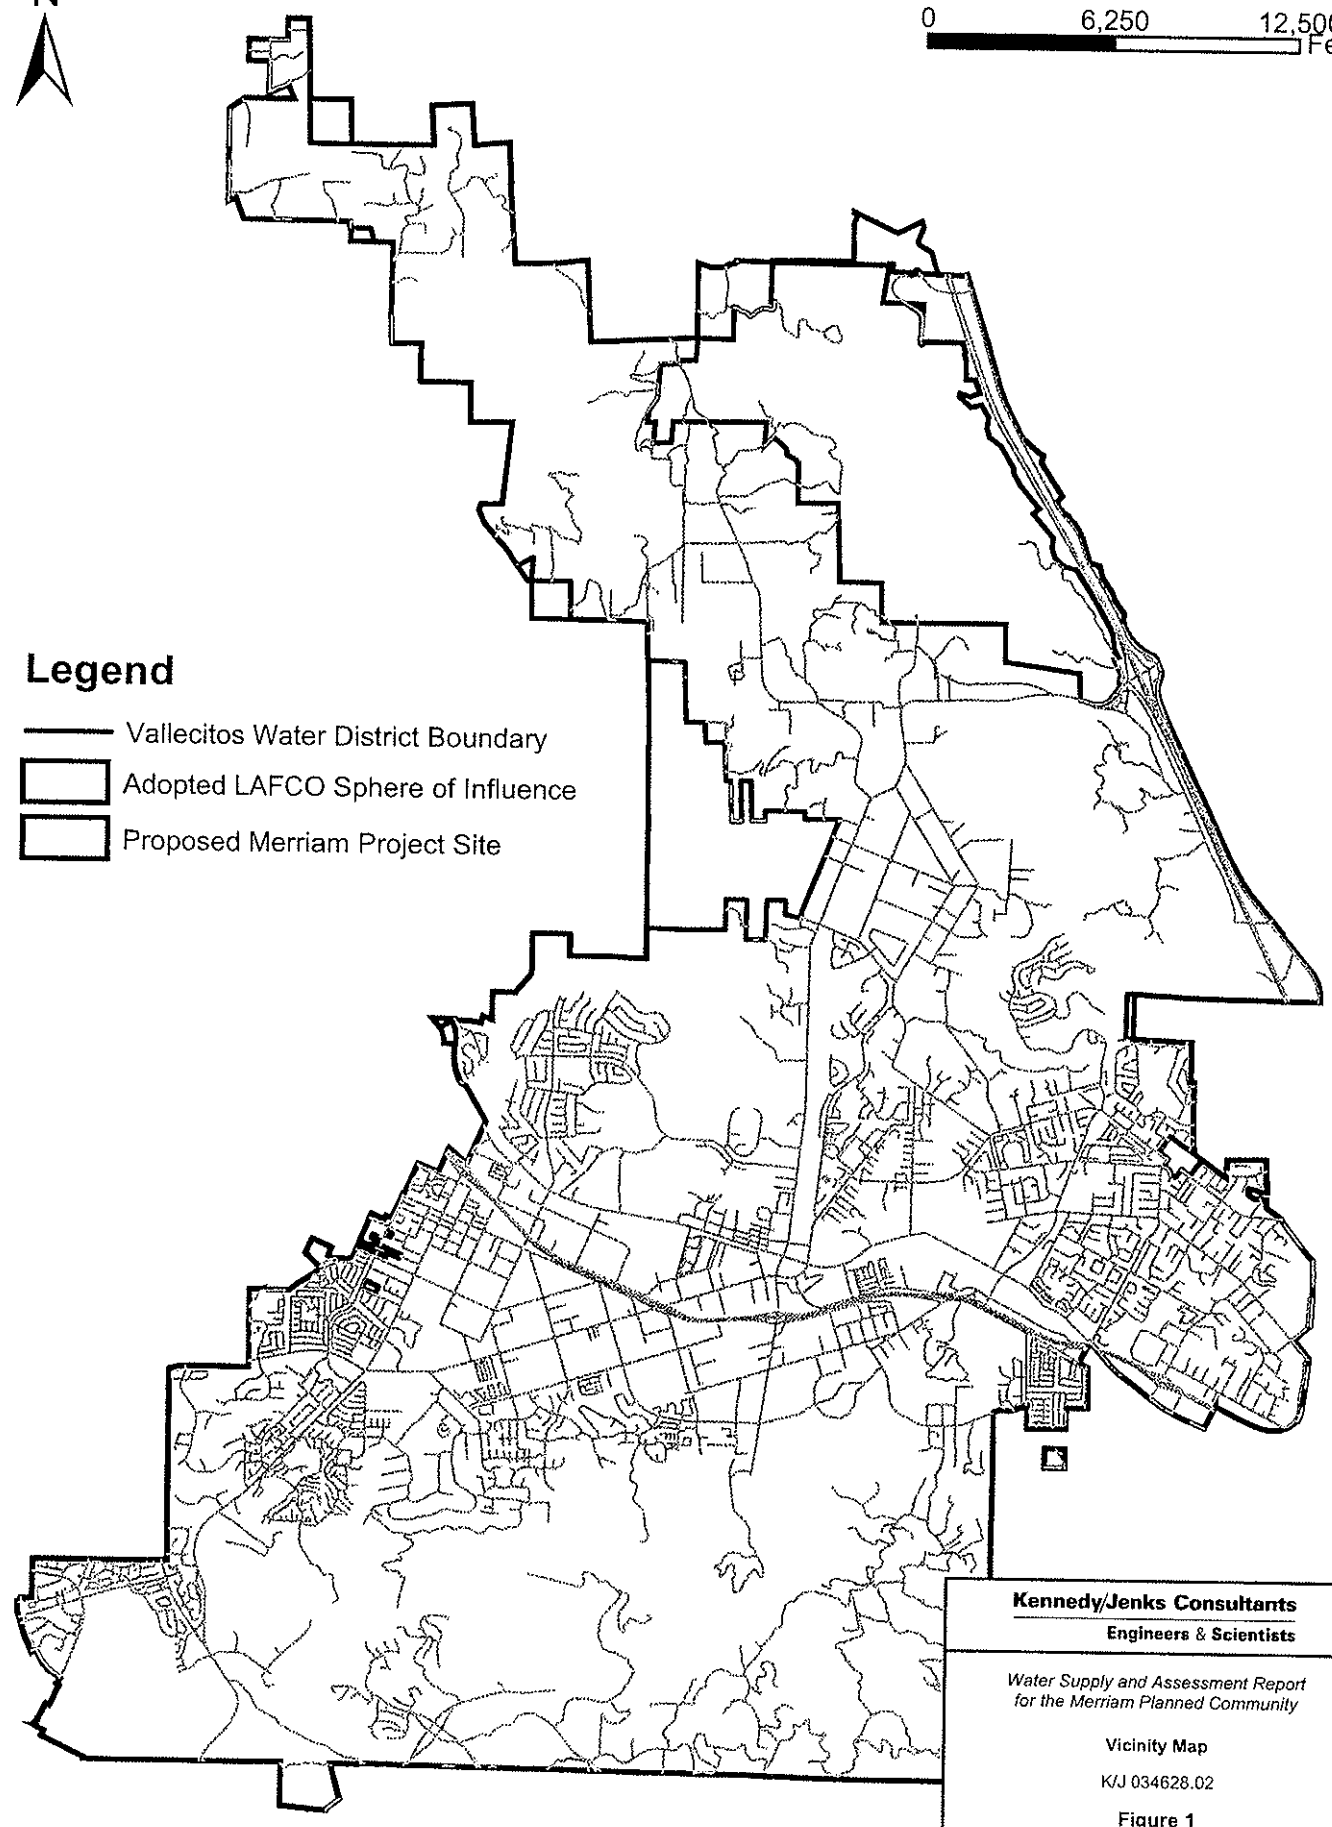 N
0 6,250 12,500
Fe
Legend
Vallecitos Water District Boundary
Adopted LAFCO Sphere of Influence
Proposed Merriam Project Site
Kennedy/Jenks Consultants
Engineers & Scientists
Water Supply and Assessment Report
for the Merriam Planned Community
Vicinity Map
K/J 034628.02
Figure 1